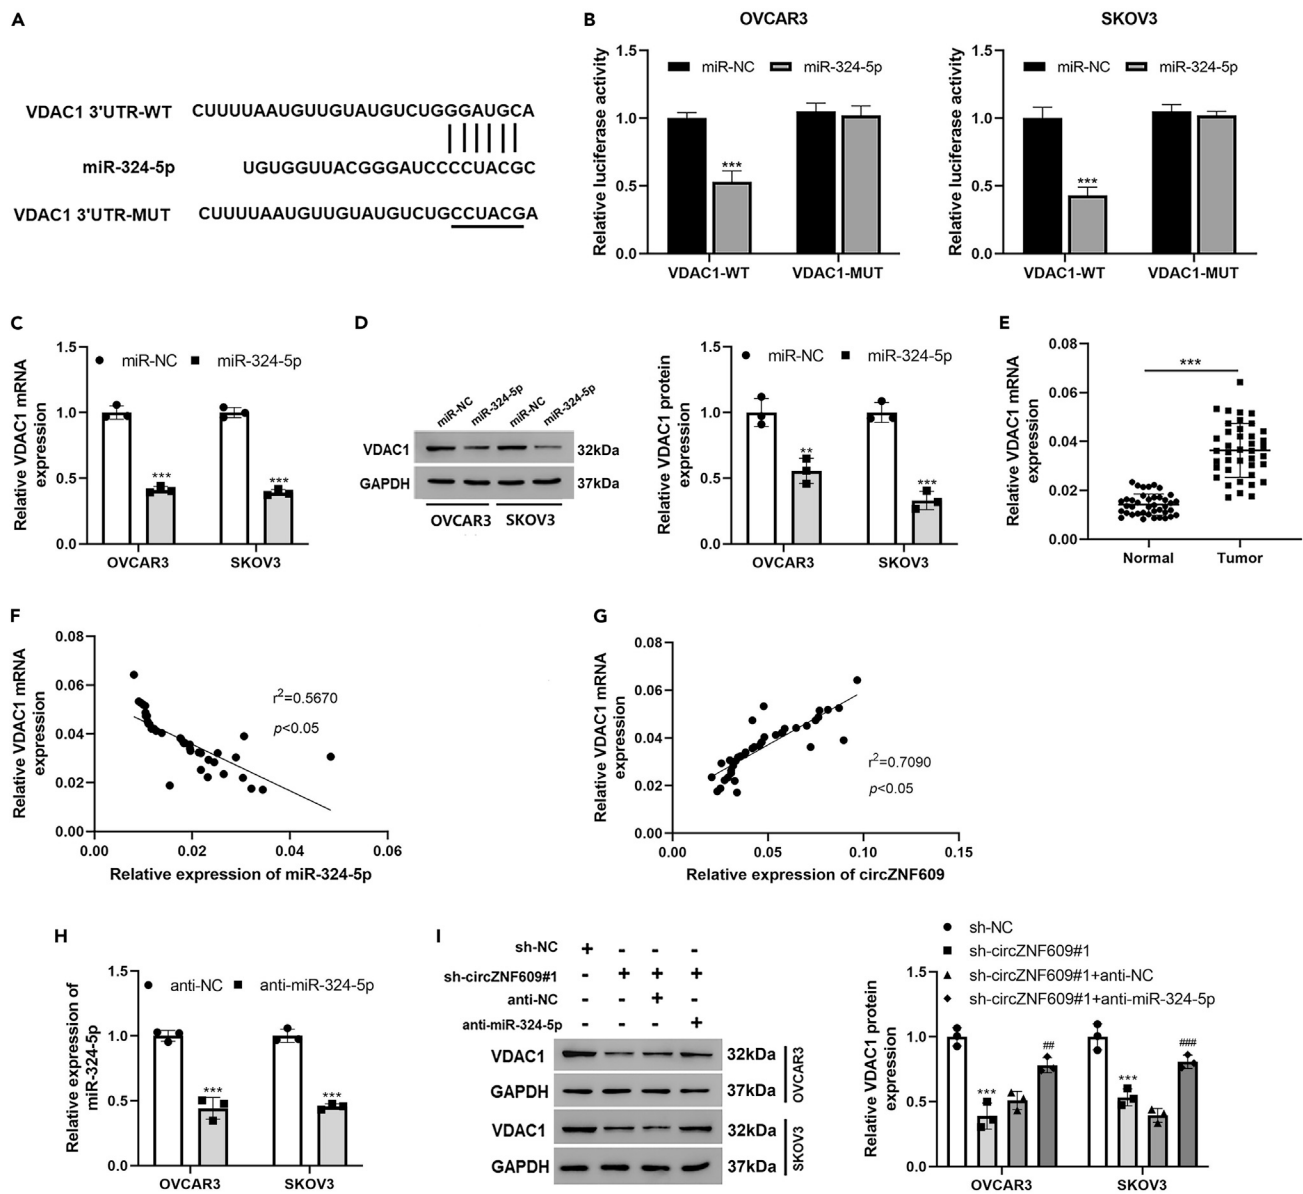 A
VDAC1 3'UTR-WT CUUUUAAUGUUGUAUGUCUGGGAUGCA
miR-324-5p UGUGGUUACGGGAUCCCCUACGC
VDAC1 3'UTR-MUT CUUUUAAUGUUGUAUGUCUGCCUACGA
B
OVCAR3
Relative luciferase activity
1.5
1.0
0.5
0.0
miR-NC miR-324-5p
***
VDAC1-WT VDAC1-MUT
SKOV3
Relative luciferase activity
1.5
1.0
0.5
0.0
miR-NC miR-324-5p
***
VDAC1-WT VDAC1-MUT
C
Relative VDAC1 mRNA
expression
1.5
1.0
0.5
0.0
miR-NC miR-324-5p
*** ***
OVCAR3 SKOV3
D
miR-NC miR-324-5p miR-NC miR-324-5p
VDAC1 32kDa
GAPDH 37kDa
OVCAR3 SKOV3
Relative VDAC1 protein
expression
1.5
1.0
0.5
0.0
miR-NC miR-324-5p
** ***
OVCAR3 SKOV3
E
Relative VDAC1 mRNA
expression
0.08
0.06
0.04
0.02
0.00
***
Normal Tumor
F
Relative VDAC1 mRNA
expression
0.08
0.06
0.04
0.02
0.00
r2=0.5670
p<0.05
0.00 0.02 0.04 0.06
Relative expression of miR-324-5p
G
Relative VDAC1 mRNA
expression
0.08
0.06
0.04
0.02
0.00
r2=0.7090
p<0.05
0.00 0.05 0.10 0.15
Relative expression of circZNF609
H
Relative expression of
miR-324-5p
1.5
1.0
0.5
0.0
anti-NC anti-miR-324-5p
*** ***
OVCAR3 SKOV3
I
sh-NC + - - -
sh-circZNF609#1 - + + +
anti-NC - - + -
anti-miR-324-5p - - - +
VDAC1 32kDa
GAPDH 37kDa
OVCAR3
VDAC1 32kDa
GAPDH 37kDa
SKOV3
sh-NC
sh-circZNF609#1
sh-circZNF609#1+anti-NC
sh-circZNF609#1+anti-miR-324-5p
Relative VDAC1 protein
expression
1.5
1.0
0.5
0.0
*** ## *** ###
OVCAR3 SKOV3